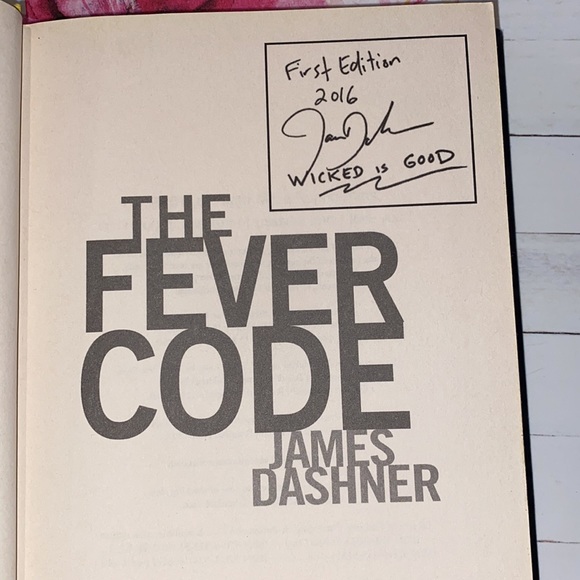 First Edition
2016
WICKED is GOOD
THE
FEVER
CODE
JAMES
DASHNER